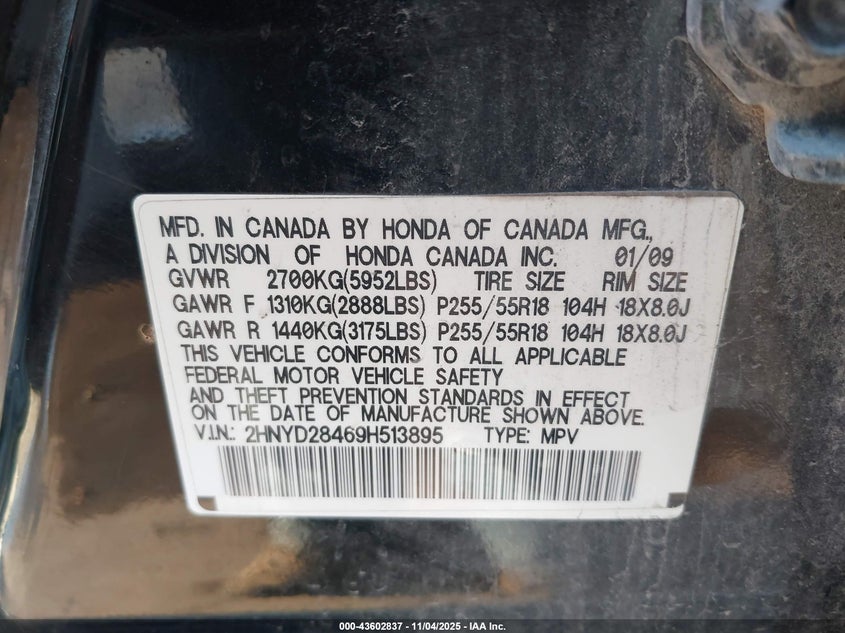 MFD. IN CANADA BY HONDA OF CANADA MFG.,
A DIVISION OF HONDA CANADA INC. 01/09
GVWR 2700KG(5952LBS) TIRE SIZE RIM SIZE
GAWR F 1310KG(2888LBS) P255/55R18 104H 18X8.0J
GAWR R 1440KG(3175LBS) P255/55R18 104H 18X8.0J
THIS VEHICLE CONFORMS TO ALL APPLICABLE
FEDERAL MOTOR VEHICLE SAFETY
AND THEFT PREVENTION STANDARDS IN EFFECT
ON THE DATE OF MANUFACTURE SHOWN ABOVE.
V.I.N.: 2HNYD28469H513895 TYPE: MPV
000-43602837 - 11/04/2025 - IAA Inc.